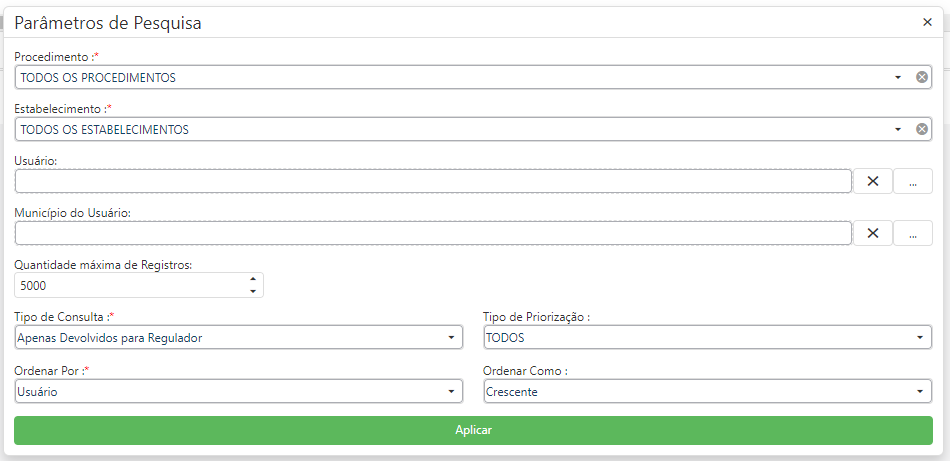 Parâmetros de Pesquisa
Procedimento :*
TODOS OS PROCEDIMENTOS
Estabelecimento :*
TODOS OS ESTABELECIMENTOS
Usuário:
...
Município do Usuário:
...
Quantidade máxima de Registros:
5000
Tipo de Consulta :* Tipo de Priorização :
Apenas Devolvidos para Regulador TODOS
Ordenar Por :* Ordenar Como :
Usuário Crescente
Aplicar